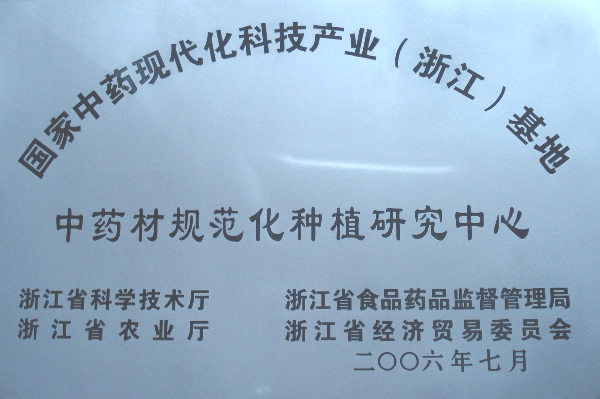 国家中药现代化科技产业（浙江）基地
中药材规范化种植研究中心
浙江省科学技术厅
浙江省农业厅
浙江省食品药品监督管理局
浙江省经济贸易委员会
二〇〇六年七月